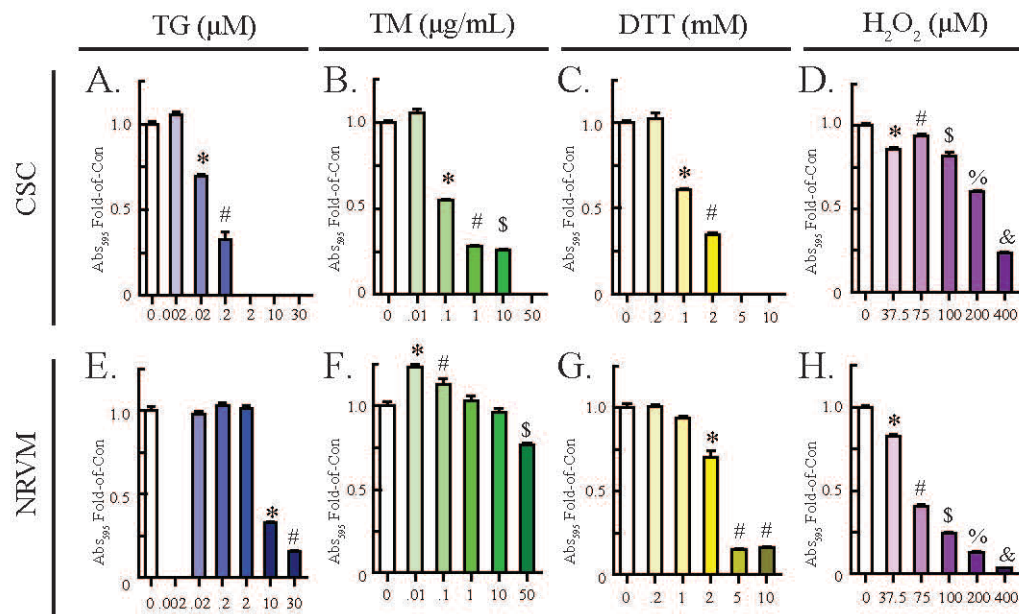 TG (µM) TM (µg/mL) DTT (mM) H₂O₂ (µM)
CSC
A.
Abs₅₉₅ Fold-of-Con
1.0
0.5
0
* #
0 .002 .02 .2 2 10 30
B.
Abs₅₉₅ Fold-of-Con
1.0
0.5
0
* # $
0 .01 .1 1 10 50
C.
Abs₅₉₅ Fold-of-Con
1.0
0.5
0
* #
0 .2 1 2 5 10
D.
Abs₅₉₅ Fold-of-Con
1.0
0.5
0
* # $ % &
0 37.5 75 100 200 400
NRVM
E.
Abs₅₉₅ Fold-of-Con
1.0
0.5
0
* #
0 .002 .02 .2 2 10 30
F.
Abs₅₉₅ Fold-of-Con
1.0
0.5
0
* # $
0 .01 .1 1 10 50
G.
Abs₅₉₅ Fold-of-Con
1.0
0.5
0
* # #
0 .2 1 2 5 10
H.
Abs₅₉₅ Fold-of-Con
1.0
0.5
0
* # $ % &
0 37.5 75 100 200 400